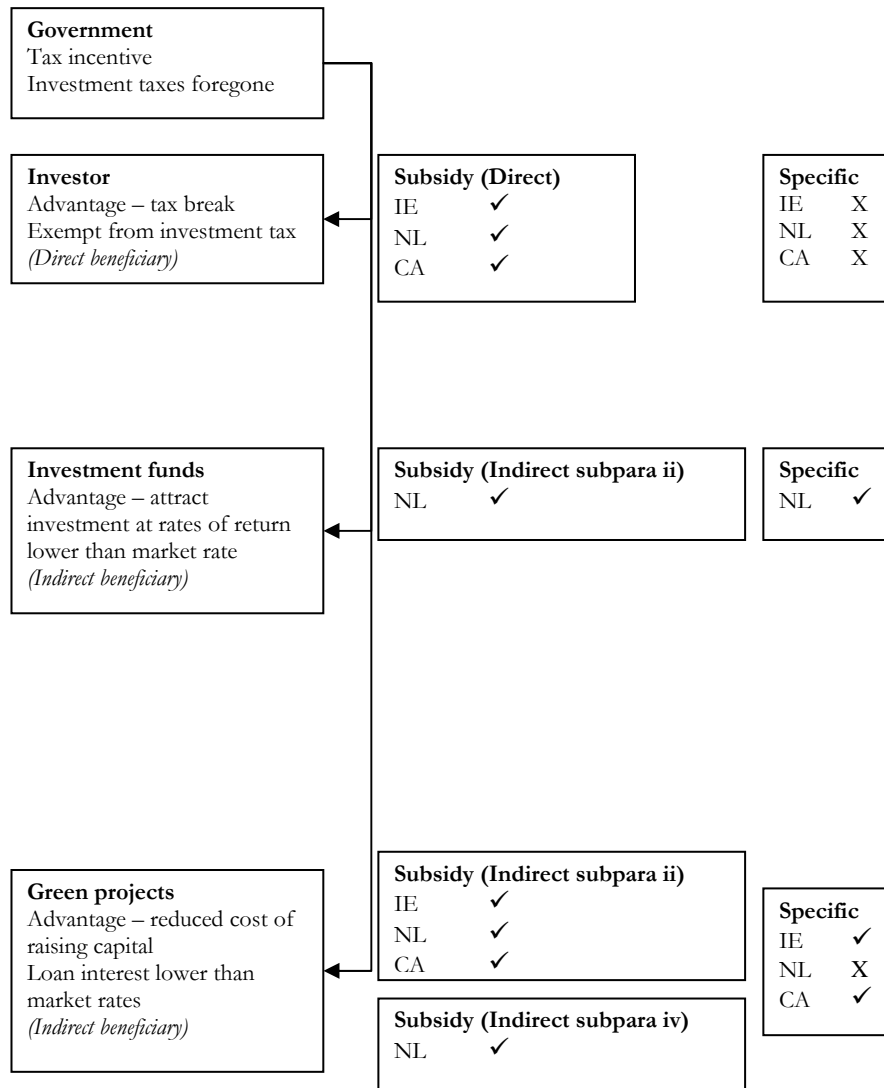 Government
Tax incentive
Investment taxes foregone
Investor
Advantage – tax break
Exempt from investment tax
(Direct beneficiary)
Subsidy (Direct)
IE ✓
NL ✓
CA ✓
Specific
IE X
NL X
CA X
Investment funds
Advantage – attract
investment at rates of return
lower than market rate
(Indirect beneficiary)
Subsidy (Indirect subpara ii)
NL ✓
Specific
NL ✓
Green projects
Advantage – reduced cost of
raising capital
Loan interest lower than
market rates
(Indirect beneficiary)
Subsidy (Indirect subpara ii)
IE ✓
NL ✓
CA ✓
Subsidy (Indirect subpara iv)
NL ✓
Specific
IE ✓
NL X
CA ✓